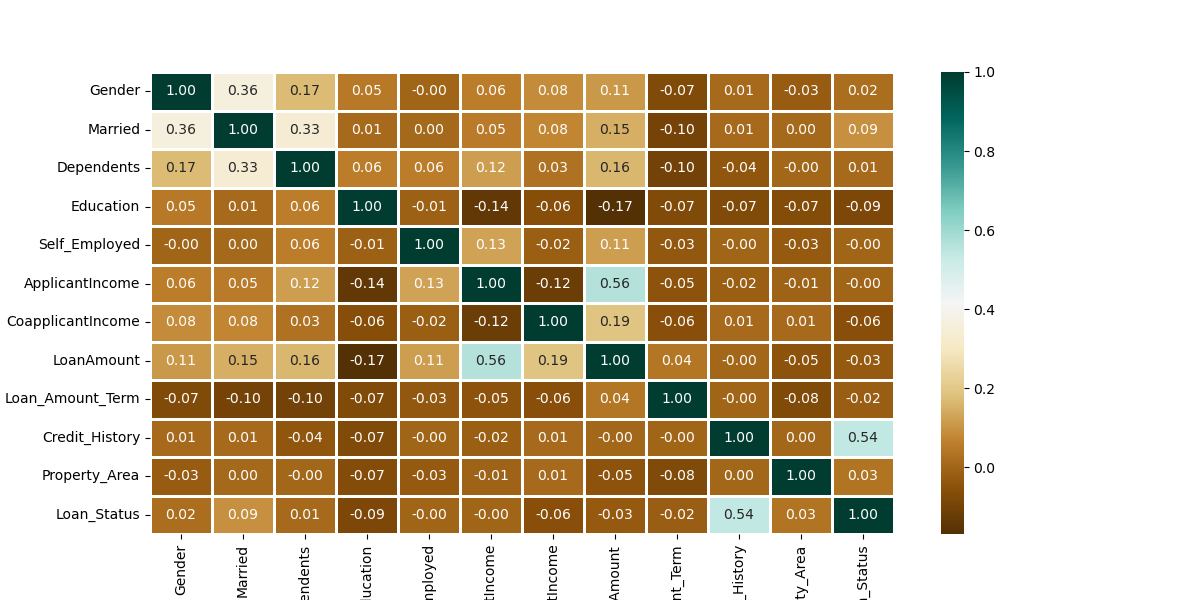 Gender 1.00 0.36 0.17 0.05 -0.00 0.06 0.08 0.11 -0.07 0.01 -0.03 0.02
Married 0.36 1.00 0.33 0.01 0.00 0.05 0.08 0.15 -0.10 0.01 0.00 0.09
Dependents 0.17 0.33 1.00 0.06 0.06 0.12 0.03 0.16 -0.10 -0.04 -0.00 0.01
Education 0.05 0.01 0.06 1.00 -0.01 -0.14 -0.06 -0.17 -0.07 -0.07 -0.07 -0.09
Self_Employed -0.00 0.00 0.06 -0.01 1.00 0.13 -0.02 0.11 -0.03 -0.00 -0.03 -0.00
ApplicantIncome 0.06 0.05 0.12 -0.14 0.13 1.00 -0.12 0.56 -0.05 -0.02 -0.01 -0.00
CoapplicantIncome 0.08 0.08 0.03 -0.06 -0.02 -0.12 1.00 0.19 -0.06 0.01 0.01 -0.06
LoanAmount 0.11 0.15 0.16 -0.17 0.11 0.56 0.19 1.00 0.04 -0.00 -0.05 -0.03
Loan_Amount_Term -0.07 -0.10 -0.10 -0.07 -0.03 -0.05 -0.06 0.04 1.00 -0.00 -0.08 -0.02
Credit_History 0.01 0.01 -0.04 -0.07 -0.00 -0.02 0.01 -0.00 -0.00 1.00 0.00 0.54
Property_Area -0.03 0.00 -0.00 -0.07 -0.03 -0.01 0.01 -0.05 -0.08 0.00 1.00 0.03
Loan_Status 0.02 0.09 0.01 -0.09 -0.00 -0.00 -0.06 -0.03 -0.02 0.54 0.03 1.00
Gender
Married
endents
ucation
mployed
tIncome
tIncome
Amount
nt_Term
_History
ty_Area
_Status
1.0
0.8
0.6
0.4
0.2
0.0